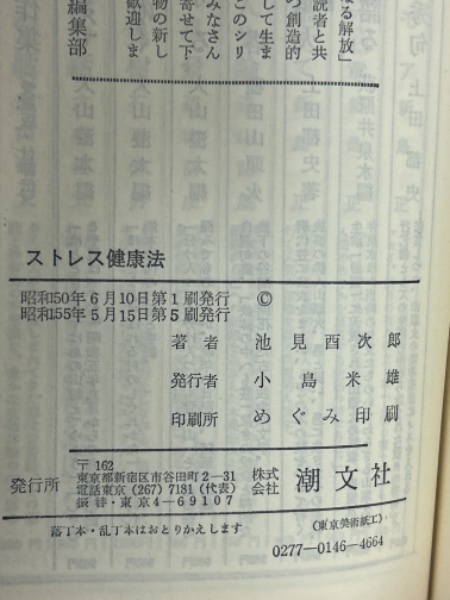 なる解放」
読者と共
つ創造的
して生ま
このシリ
みなさん
寄せて下
物の新し
歓迎しま
編集部
ストレス健康法
昭和50年6月10日第1刷発行 ©
昭和55年5月15日第5刷発行
著者 池見酉次郎
発行者 小島米雄
印刷所 めぐみ印刷
発行所
〒162
東京都新宿区市谷田町2―31
電話東京(267)7181(代表)
振替・東京4―69107
株式会社 潮文社
落丁本・乱丁本はおとりかえします
(東京美術紙工)
0277―0146―4664